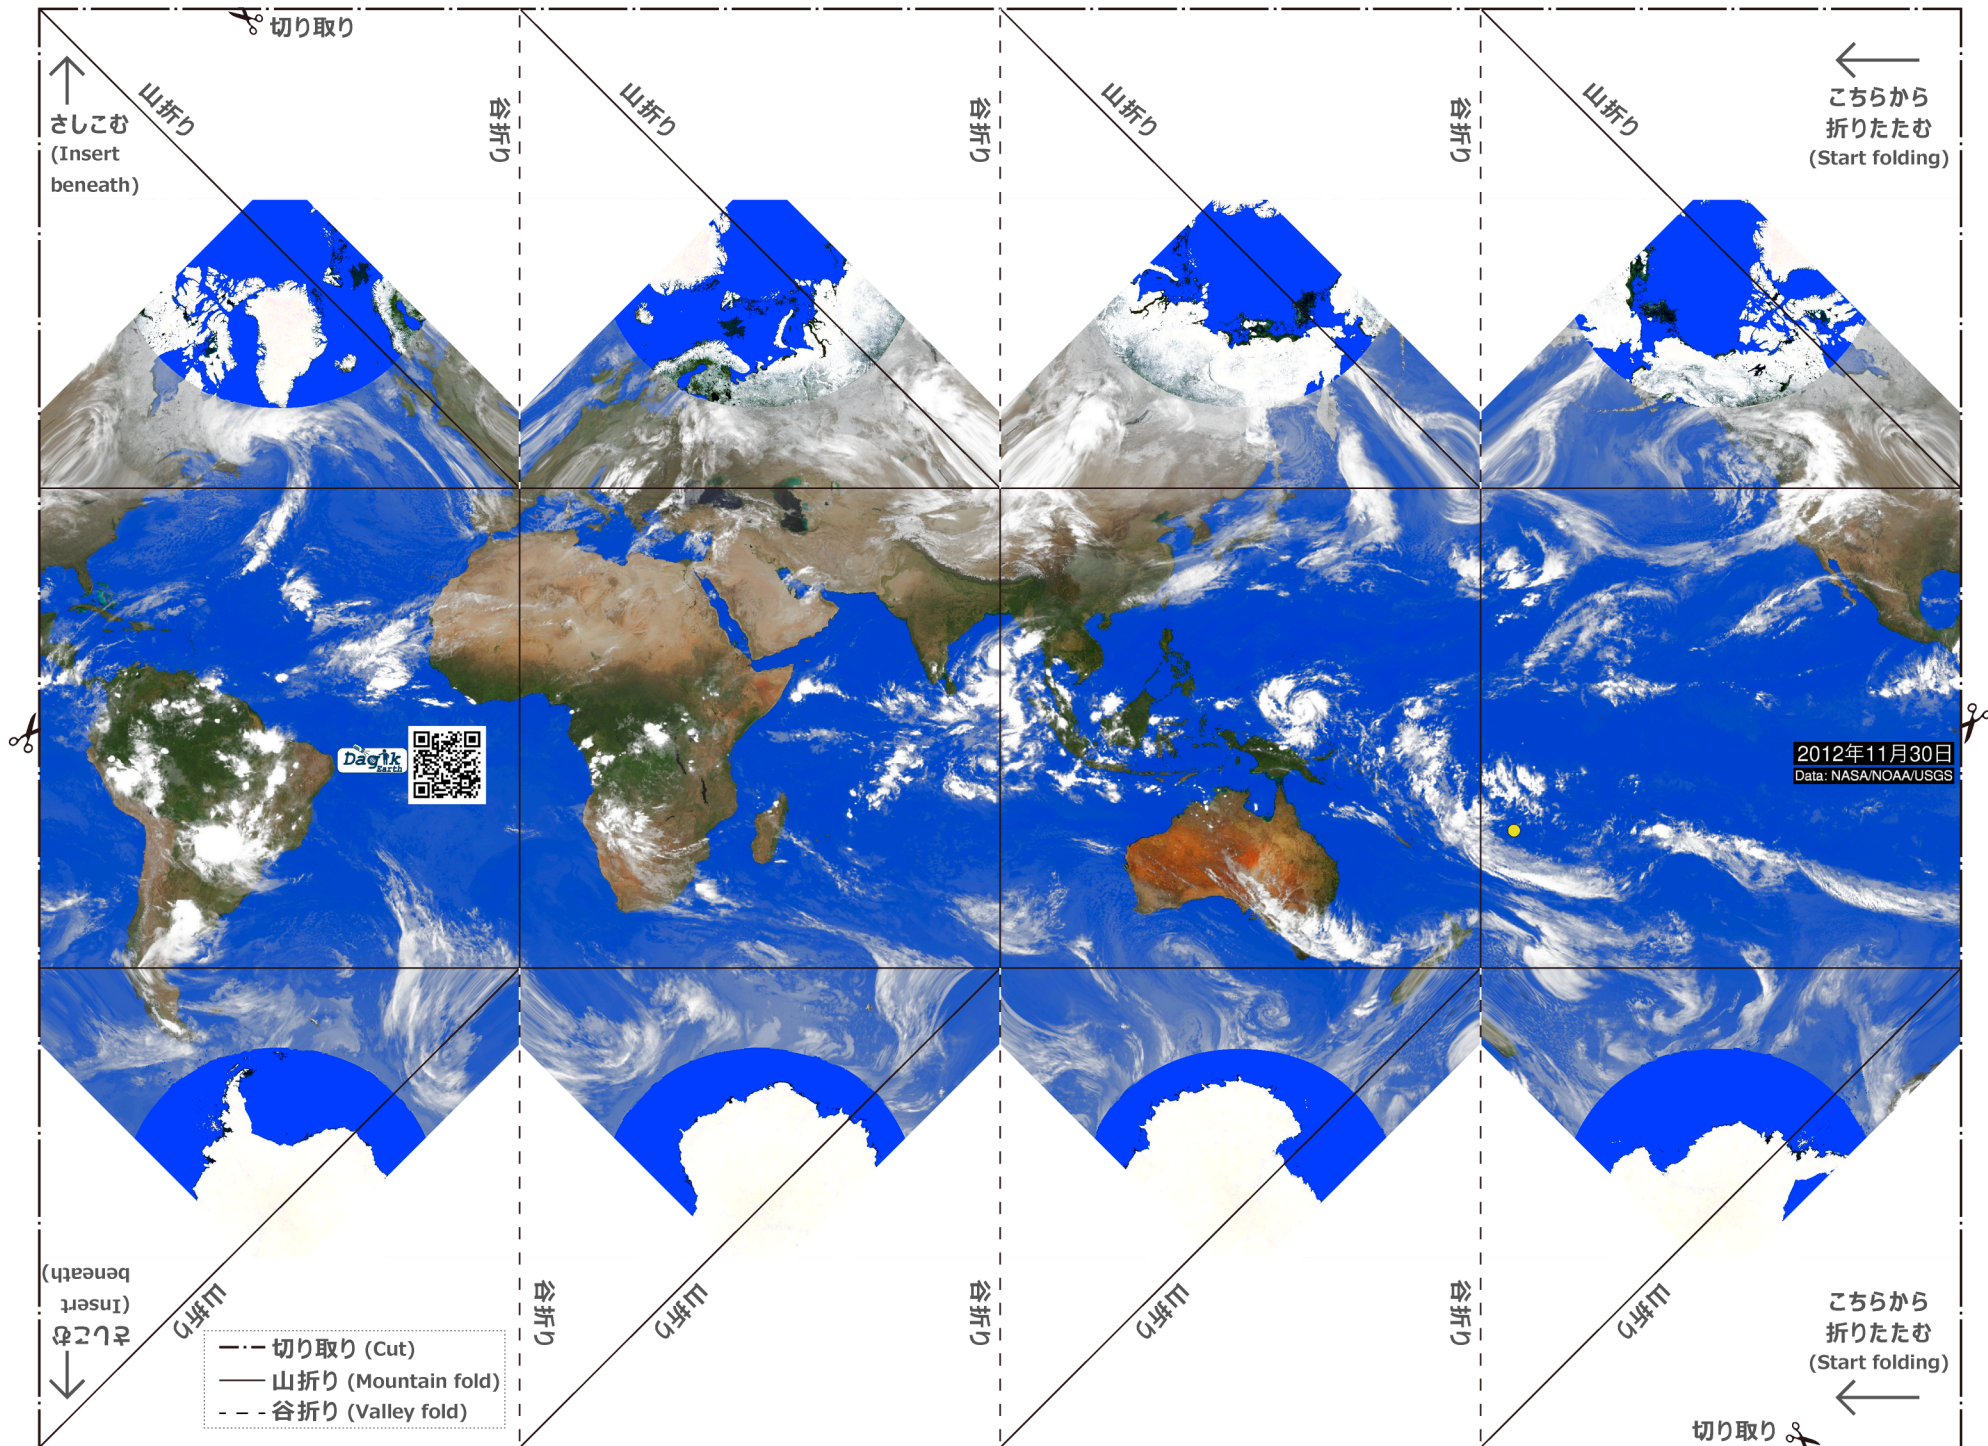 切り取り
さしこむ
(Insert
beneath)
山折り
谷折り
山折り
谷折り
山折り
谷折り
山折り
こちらから
折りたたむ
(Start folding)
Dagik
Earth
2012年11月30日
Data: NASA/NOAA/USGS
さしこむ
(Insert
beneath)
山折り
谷折り
山折り
谷折り
山折り
谷折り
山折り
こちらから
折りたたむ
(Start folding)
切り取り (Cut)
山折り (Mountain fold)
谷折り (Valley fold)
切り取り